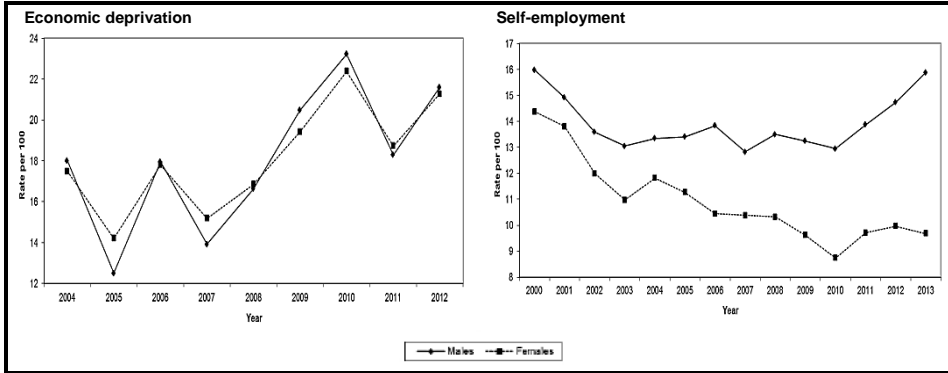 Economic deprivation
24
22
20
18
16
14
12
Rate per 100
2004 2005 2006 2007 2008 2009 2010 2011 2012
Year
Self-employment
17
16
15
14
13
12
11
10
9
8
Rate per 100
2000 2001 2002 2003 2004 2005 2006 2007 2008 2009 2010 2011 2012 2013
Year
Males Females